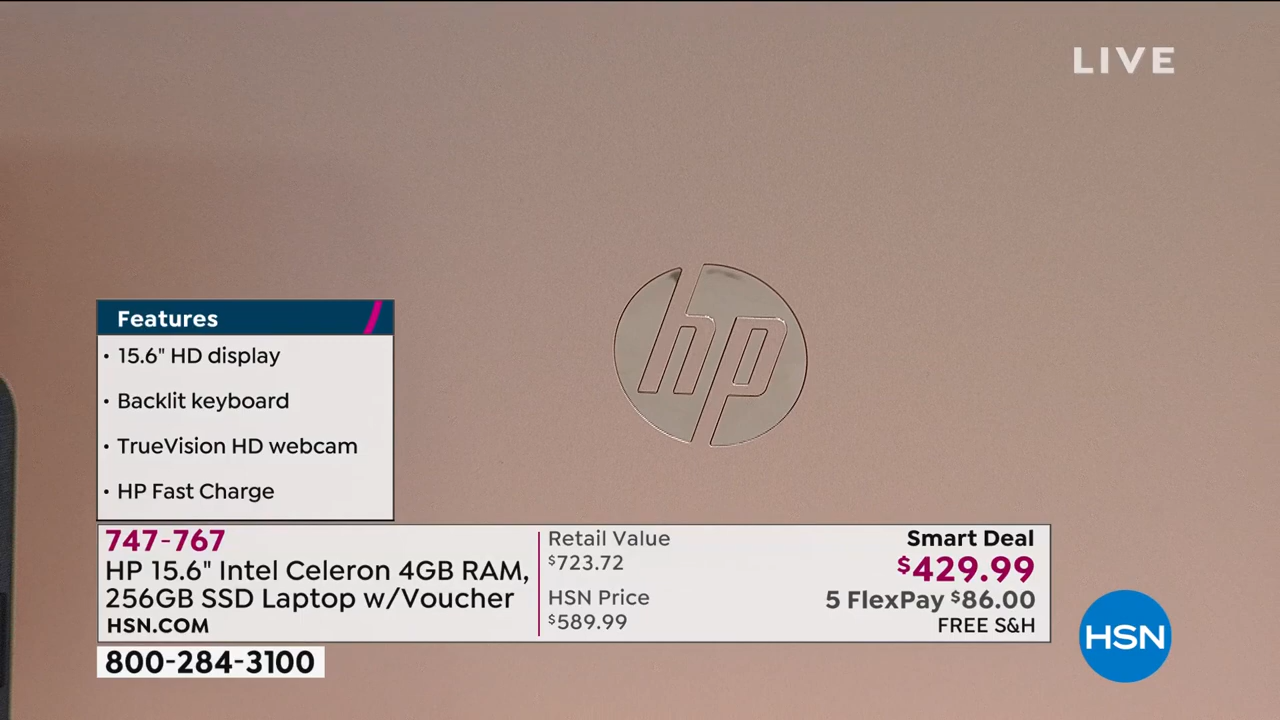 LIVE
hp
Features
• 15.6" HD display
• Backlit keyboard
• TrueVision HD webcam
• HP Fast Charge
747-767
HP 15.6" Intel Celeron 4GB RAM,
256GB SSD Laptop w/Voucher
HSN.COM
Retail Value
$723.72
HSN Price
$589.99
Smart Deal
$429.99
5 FlexPay $86.00
FREE S&H
HSN
800-284-3100